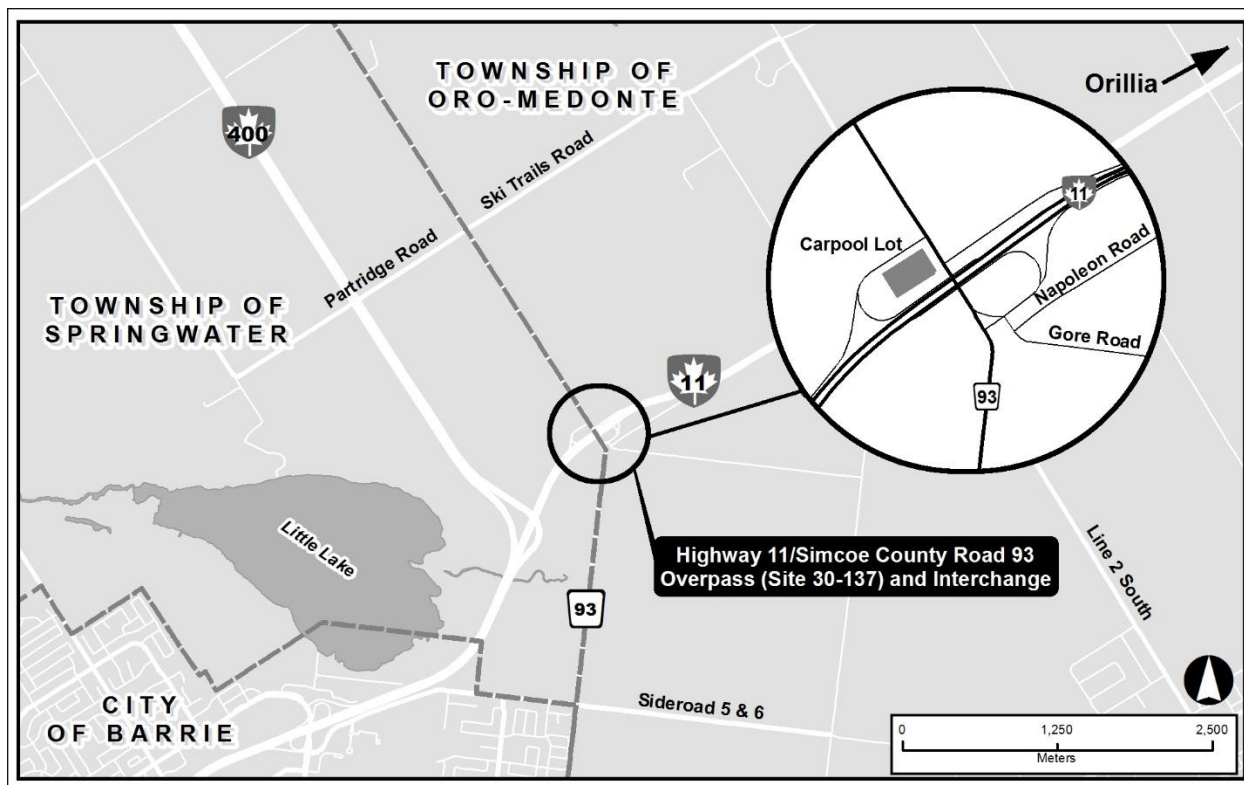 TOWNSHIP OF
ORO-MEDONTE
Orillia
400
Ski Trails Road
11
Carpool Lot
Napoleon Road
Partridge Road
TOWNSHIP OF
SPRINGWATER
Gore Road
11
93
Little Lake
Highway 11/Simcoe County Road 93
Overpass (Site 30-137) and Interchange
Line 2 South
93
CITY
OF BARRIE
Sideroad 5 & 6
0 1,250 2,500
Meters